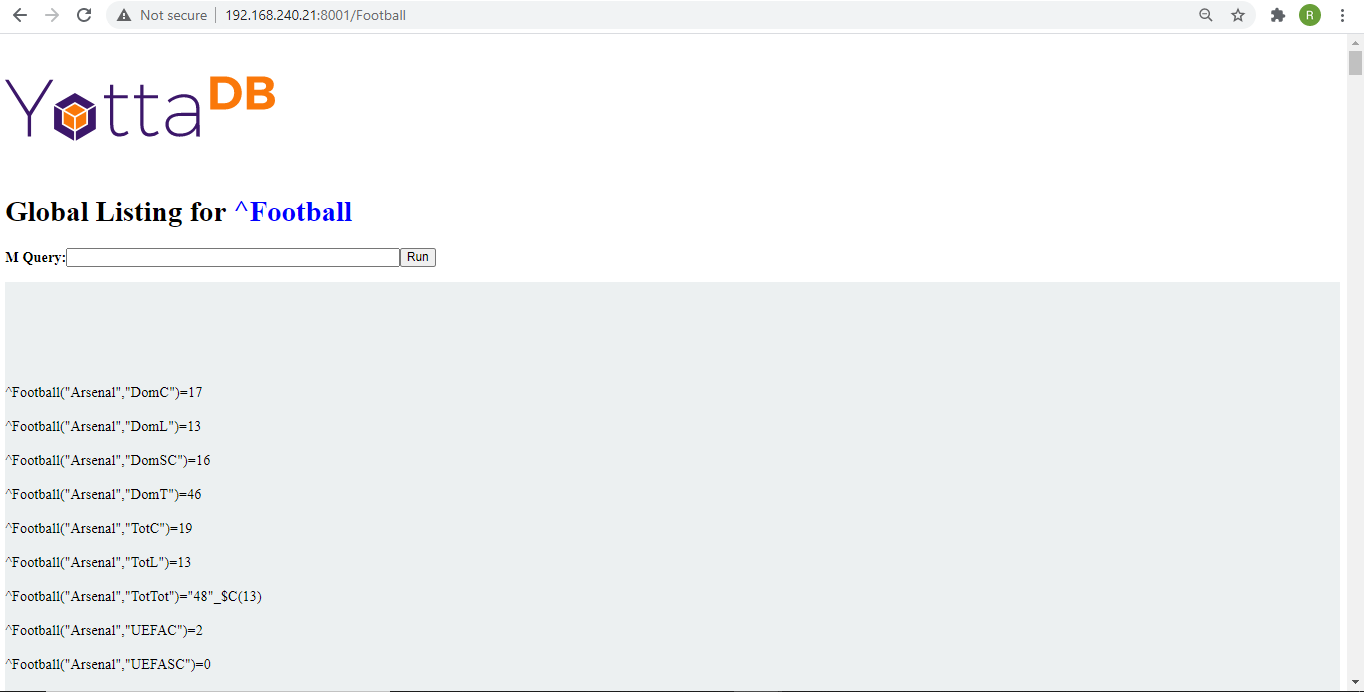 Not secure 192.168.240.21:8001/Football R
YottaDB
Global Listing for ^Football
M Query: Run
^Football("Arsenal","DomC")=17
^Football("Arsenal","DomL")=13
^Football("Arsenal","DomSC")=16
^Football("Arsenal","DomT")=46
^Football("Arsenal","TotC")=19
^Football("Arsenal","TotL")=13
^Football("Arsenal","TotTot")="48"_$C(13)
^Football("Arsenal","UEFAC")=2
^Football("Arsenal","UEFASC")=0